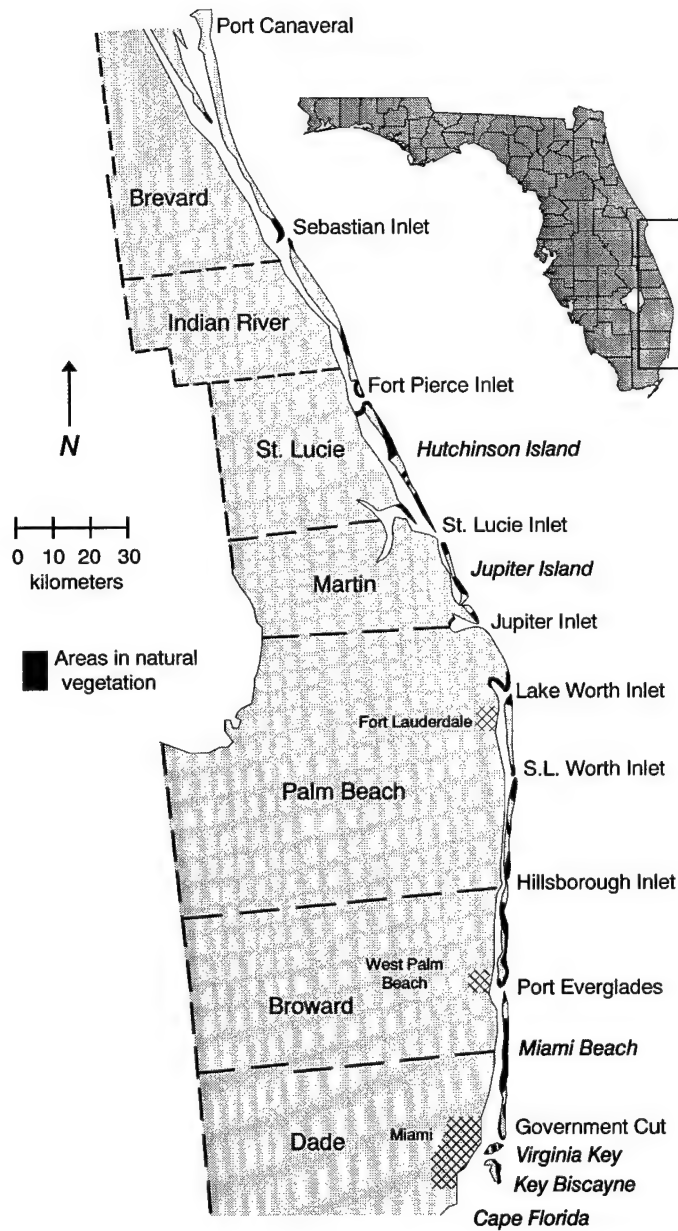 Port Canaveral
Brevard
Sebastian Inlet
Indian River
Fort Pierce Inlet
N
St. Lucie
Hutchinson Island
0 10 20 30
kilometers
St. Lucie Inlet
Martin
Jupiter Island
Jupiter Inlet
Areas in natural
vegetation
Lake Worth Inlet
Fort Lauderdale
S.L. Worth Inlet
Palm Beach
Hillsborough Inlet
West Palm
Beach
Port Everglades
Broward
Miami Beach
Government Cut
Dade
Miami
Virginia Key
Key Biscayne
Cape Florida